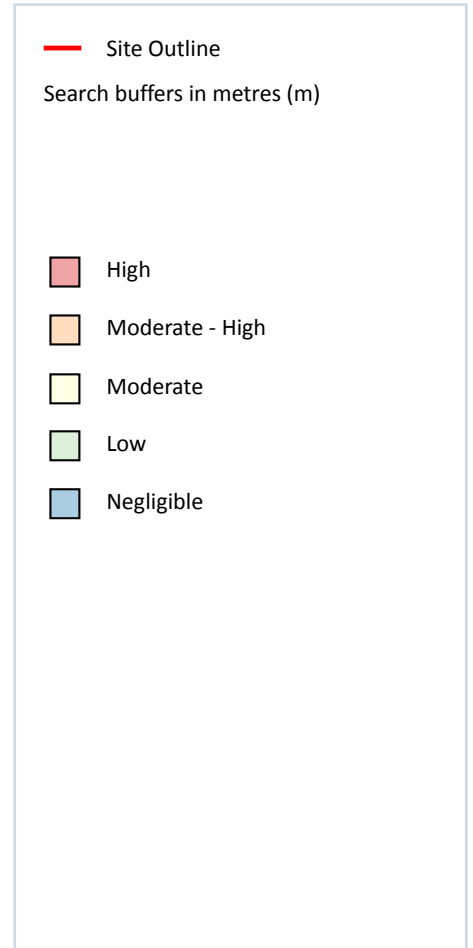 Site Outline
Search buffers in metres (m)
High
Moderate - High
Moderate
Low
Negligible